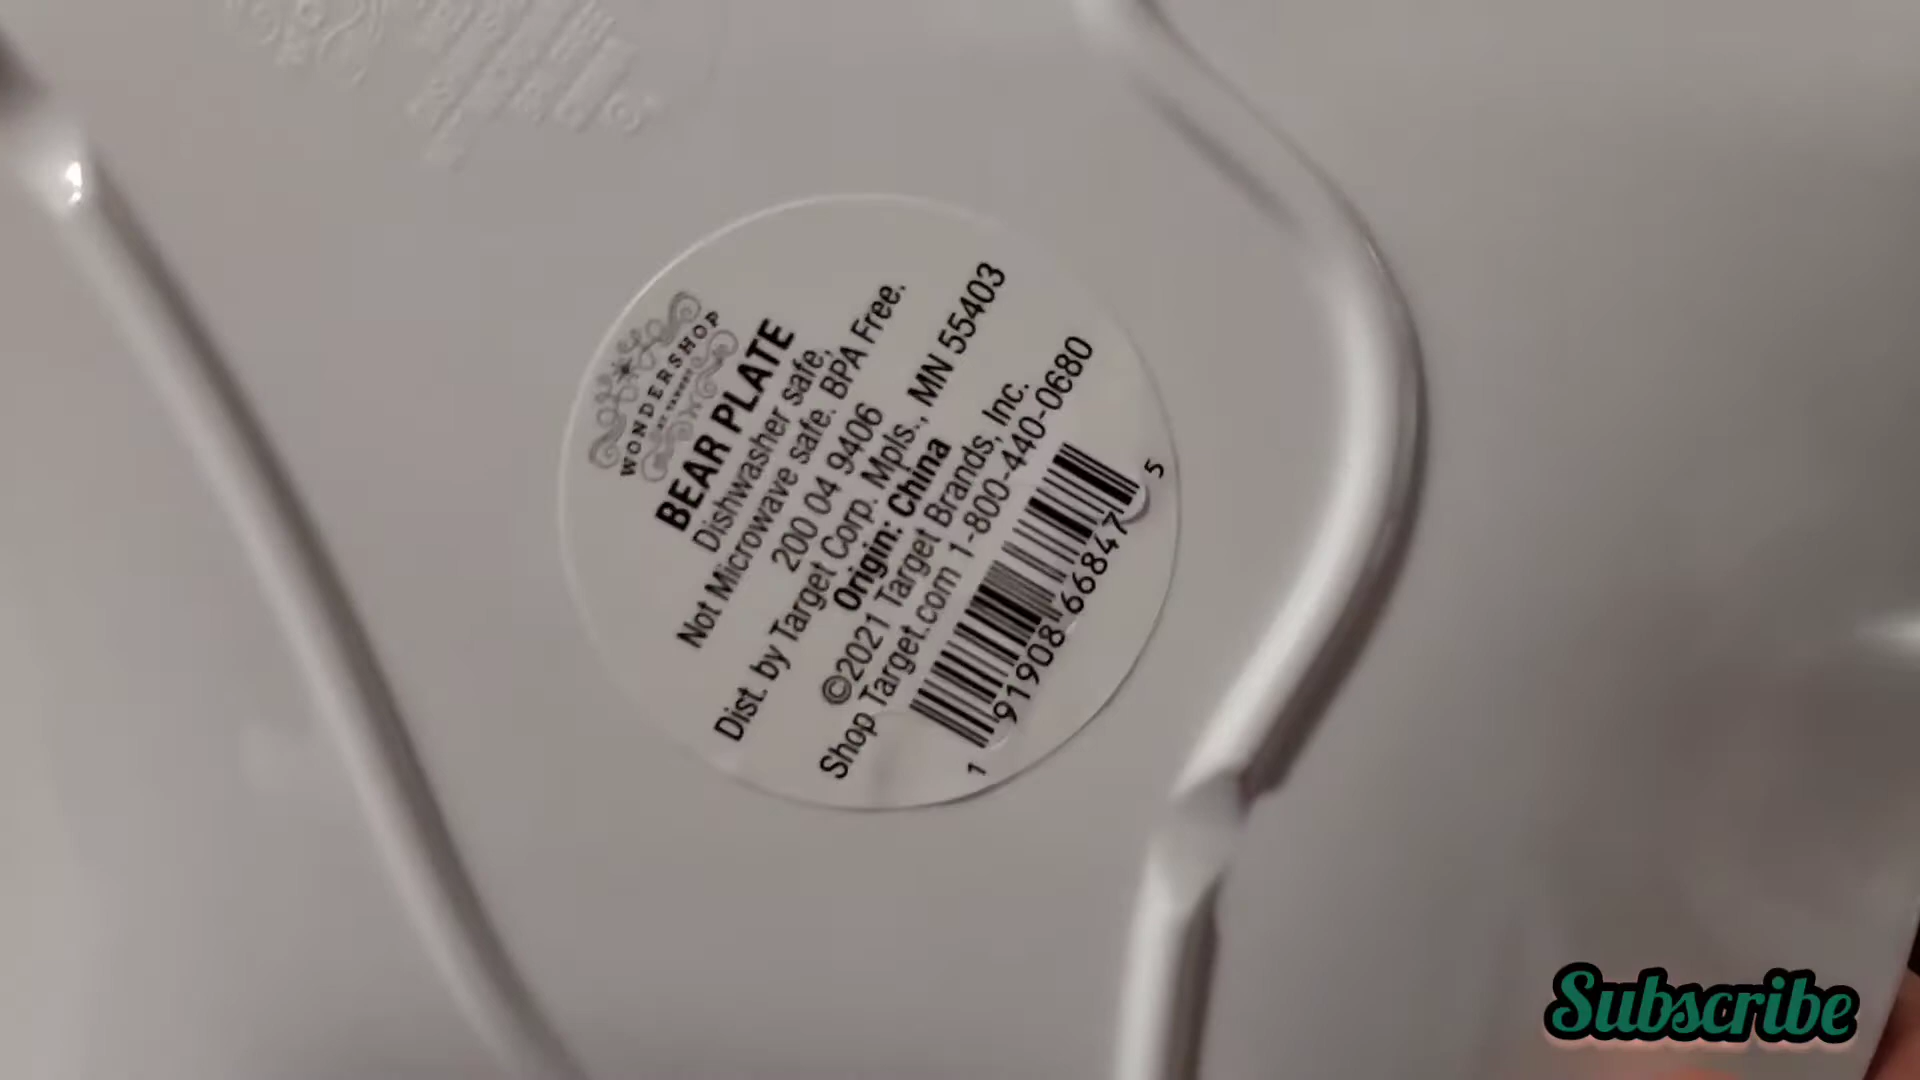 WONDERSHOP
BY TARGET
BEAR PLATE
Dishwasher safe,
Not Microwave safe. BPA Free.
200 04 9406
Dist. by Target Corp. Mpls., MN 55403
Origin: China
©2021 Target Brands, Inc.
Shop Target.com 1-800-440-0680
1 91908 66847 5
Subscribe